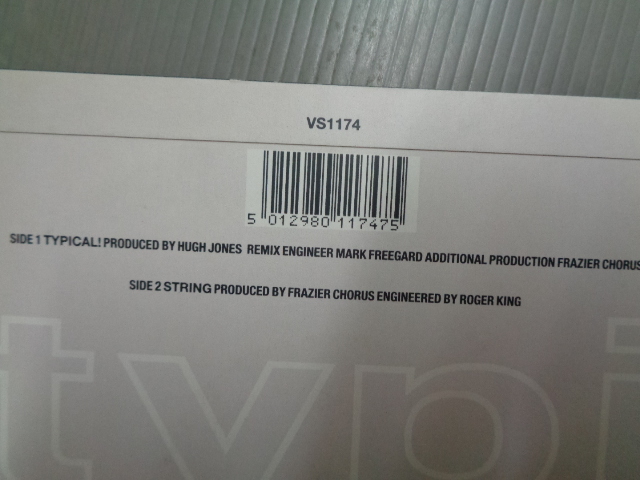 VS1174
5 012980 117475
SIDE 1 TYPICAL! PRODUCED BY HUGH JONES REMIX ENGINEER MARK FREEGARD ADDITIONAL PRODUCTION FRAZIER CHORUS
SIDE 2 STRING PRODUCED BY FRAZIER CHORUS ENGINEERED BY ROGER KING
typi